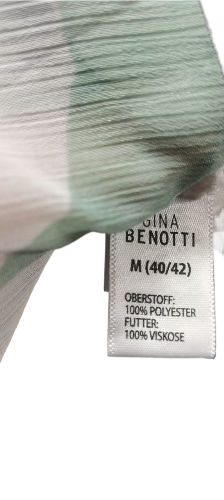 GINA
BENOTTI
M (40/42)
OBERSTOFF:
100% POLYESTER
FUTTER:
100% VISKOSE